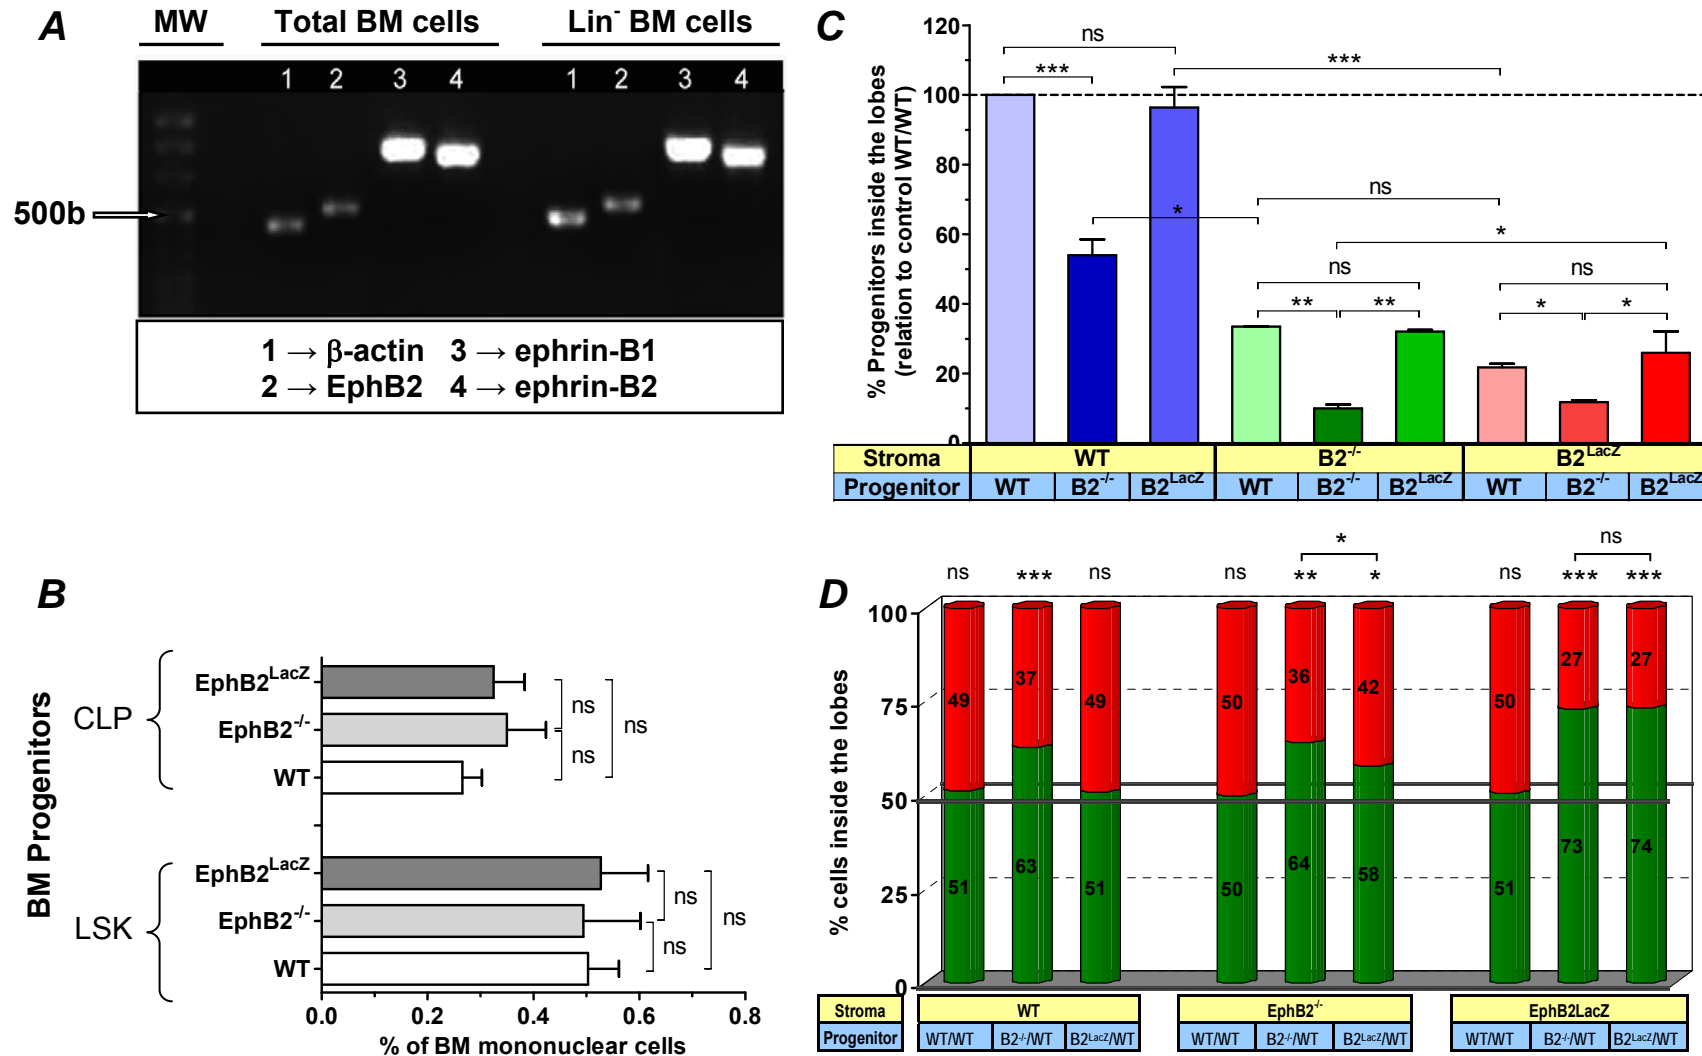 A
MW
Total BM cells
Lin- BM cells
1 2 3 4 1 2 3 4
500b
1 → β-actin 3 → ephrin-B1
2 → EphB2 4 → ephrin-B2
B
BM Progenitors
CLP
EphB2LacZ
EphB2-/-
WT
ns
ns
ns
LSK
EphB2LacZ
EphB2-/-
WT
ns
ns
ns
0.0 0.2 0.4 0.6 0.8
% of BM mononuclear cells
C
% Progenitors inside the lobes
(relation to control WT/WT)
120
100
80
60
40
20
0
ns
***
***
ns
*
*
ns
ns
** **
* *
Stroma WT B2-/- B2LacZ
Progenitor WT B2-/- B2LacZ WT B2-/- B2LacZ WT B2-/- B2LacZ
D
% cells inside the lobes
100
75
50
25
0
* ns
ns *** ns ns ** * ns *** ***
49 37 49 50 36 42 50 27 27
51 63 51 50 64 58 51 73 74
Stroma WT EphB2-/- EphB2LacZ
Progenitor WT/WT B2-/-/WT B2LacZ/WT WT/WT B2-/-/WT B2LacZ/WT WT/WT B2-/-/WT B2LacZ/WT